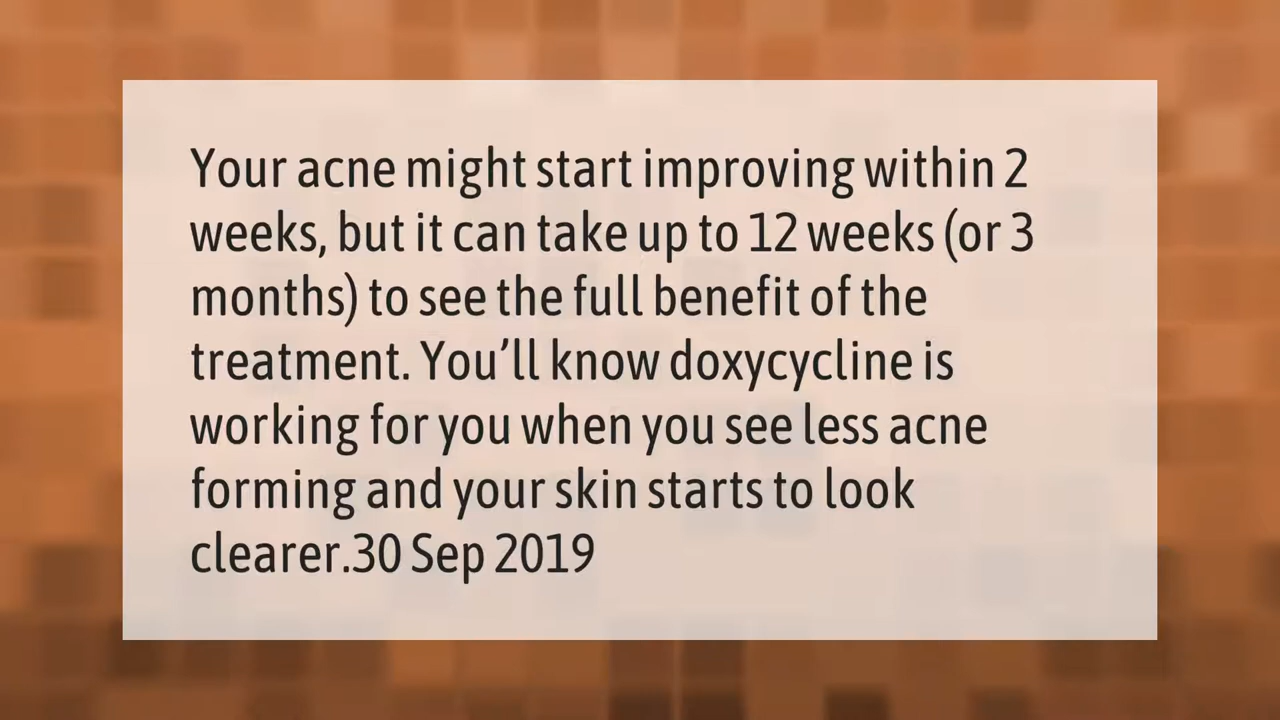 Your acne might start improving within 2
weeks, but it can take up to 12 weeks (or 3
months) to see the full benefit of the
treatment. You’ll know doxycycline is
working for you when you see less acne
forming and your skin starts to look
clearer.30 Sep 2019